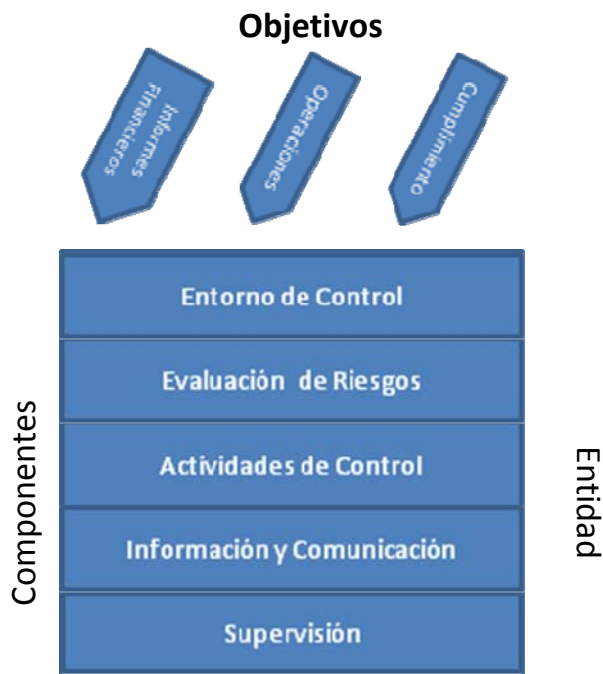 Objetivos
Informes
Financieros
Operaciones
Cumplimiento
Entorno de Control
Evaluación de Riesgos
Actividades de Control
Información y Comunicación
Supervisión
Componentes
Entidad